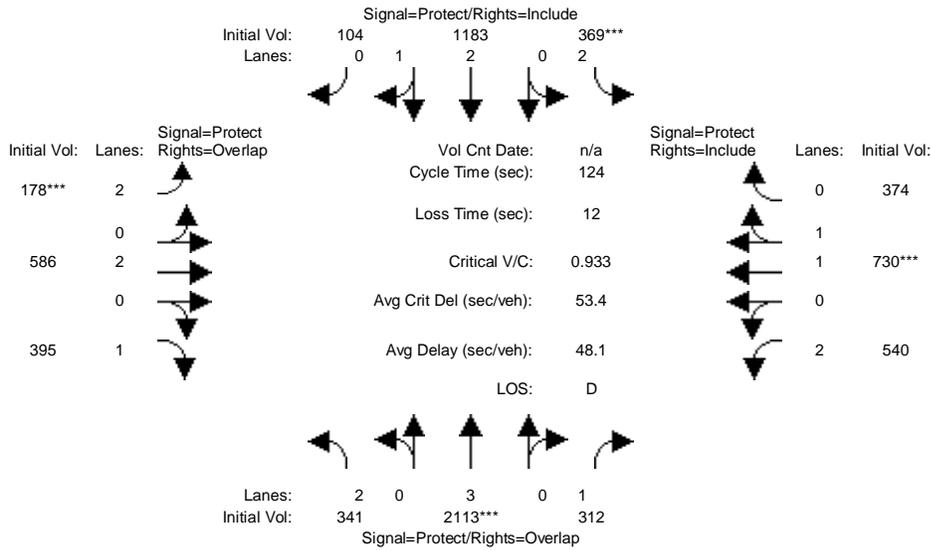 Signal=Protect/Rights=Include
Initial Vol: 104 1183 369***
Lanes: 0 1 2 0 2
Signal=Protect
Rights=Overlap
Signal=Protect
Rights=Include
Initial Vol: Lanes:
Vol Cnt Date: n/a
Lanes: Initial Vol:
Cycle Time (sec): 124
178*** 2
0 374
Loss Time (sec): 12
0
1
586 2
Critical V/C: 0.933
1 730***
0
Avg Crit Del (sec/veh): 53.4
0
395 1
Avg Delay (sec/veh): 48.1
2 540
LOS: D
Lanes: 2 0 3 0 1
Initial Vol: 341 2113*** 312
Signal=Protect/Rights=Overlap